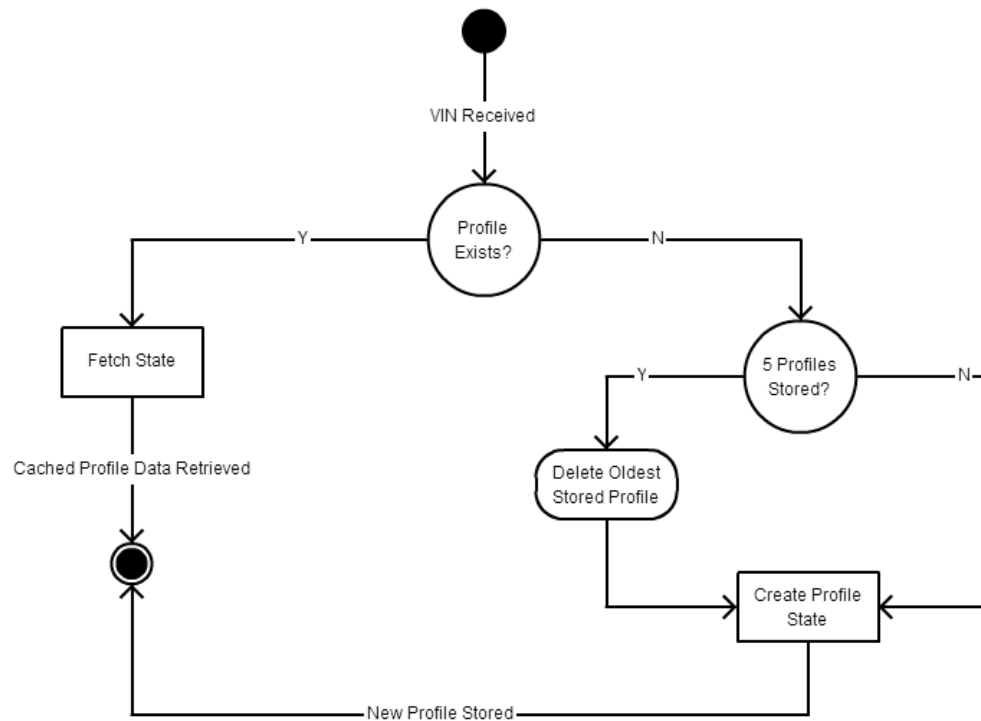 VIN Received
Profile
Exists?
Y
N
Fetch State
5 Profiles
Stored?
Y
N
Cached Profile Data Retrieved
Delete Oldest
Stored Profile
Create Profile
State
New Profile Stored